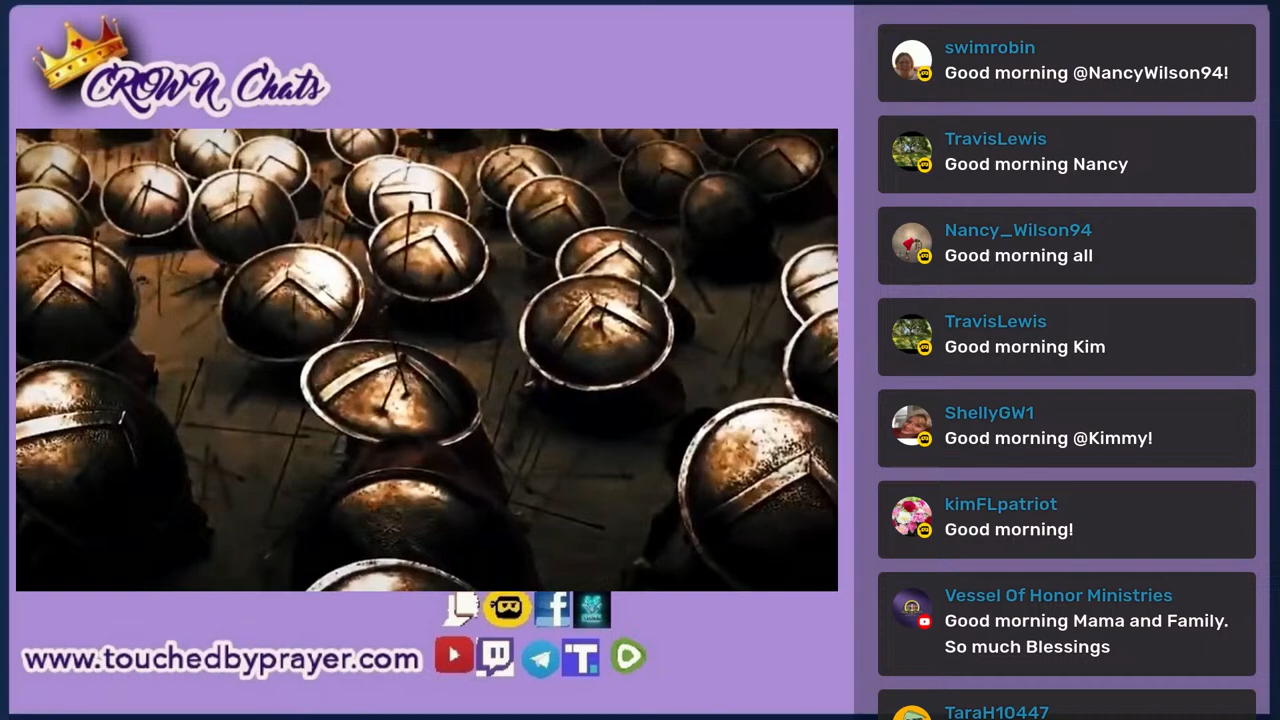 CROWN Chats
www.touchedbyprayer.com
swimrobin
Good morning @NancyWilson94!
TravisLewis
Good morning Nancy
Nancy_Wilson94
Good morning all
TravisLewis
Good morning Kim
ShellyGW1
Good morning @Kimmy!
kimFLpatriot
Good morning!
Vessel Of Honor Ministries
Good morning Mama and Family.
So much Blessings
TaraH10447